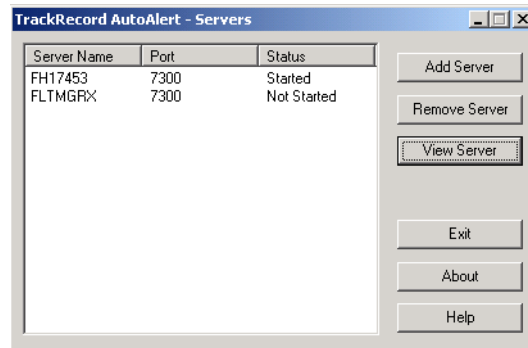 TrackRecord AutoAlert - Servers
Server Name Port Status
FH17453 7300 Started
FLTMGRX 7300 Not Started
Add Server
Remove Server
View Server
Exit
About
Help